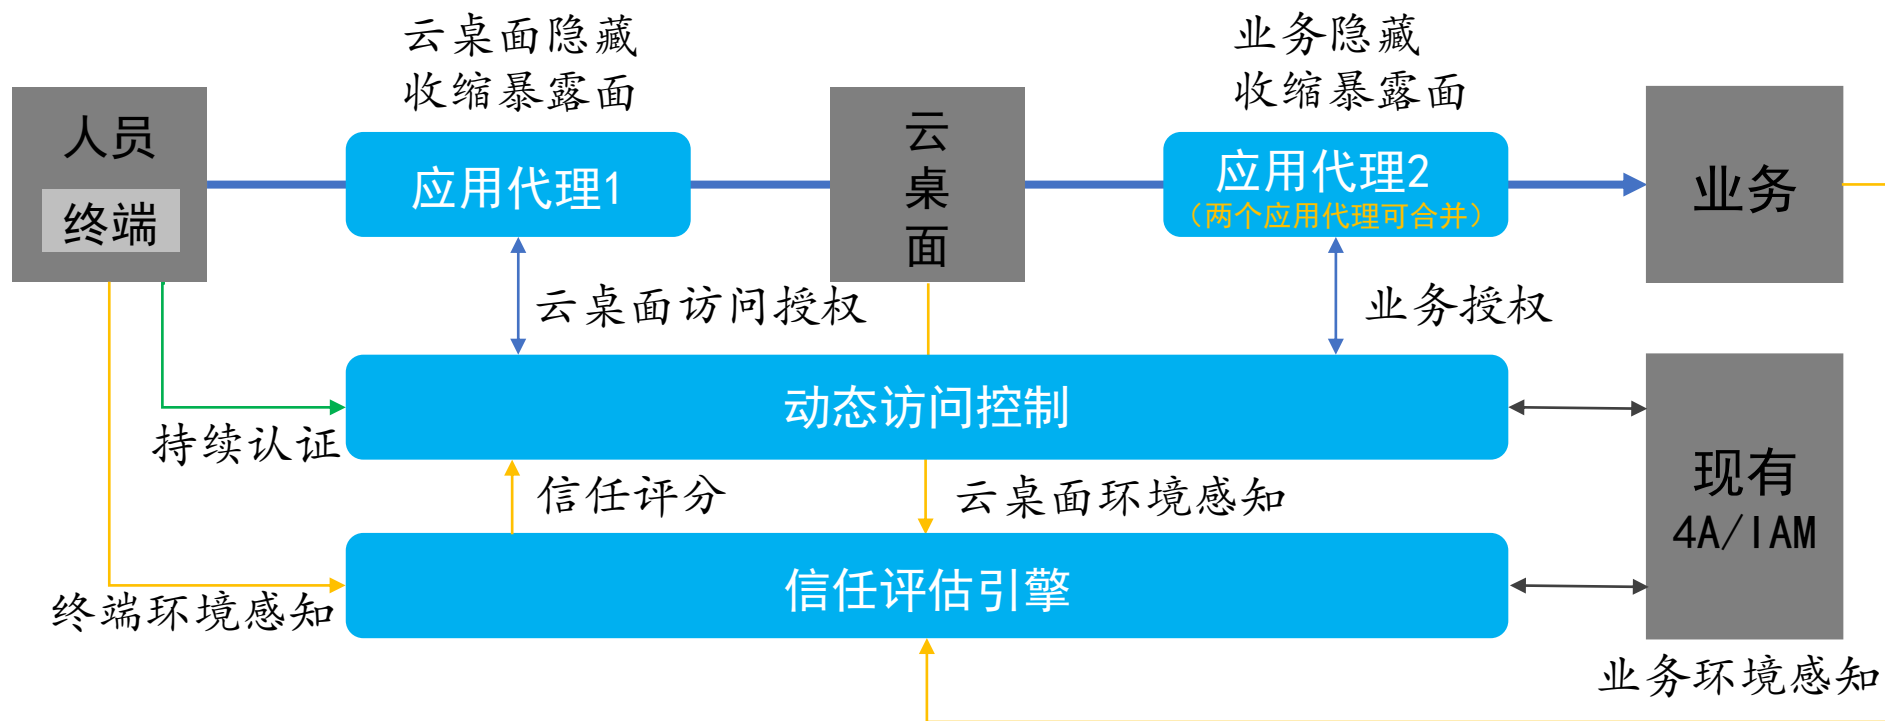 云桌面隐藏
收缩暴露面
业务隐藏
收缩暴露面
人员
终端
应用代理1
云桌面
应用代理2
（两个应用代理可合并）
业务
云桌面访问授权
业务授权
动态访问控制
持续认证
信任评分
云桌面环境感知
现有
4A/IAM
信任评估引擎
终端环境感知
业务环境感知